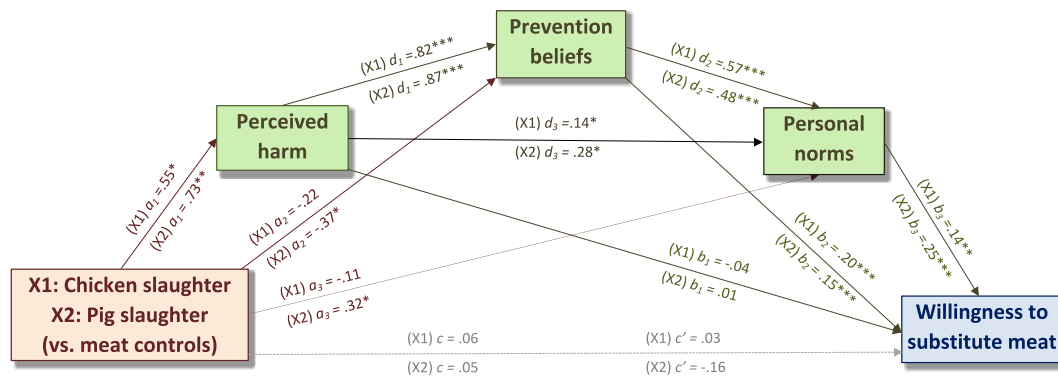 Prevention
beliefs
(X1) d₁ =.82***
(X2) d₁ =.87***
(X1) d₂ =.57***
(X2) d₂ =.48***
Perceived
harm
(X1) d₃ =.14*
(X2) d₃ = .28*
Personal
norms
(X1) a₁ =.55*
(X2) a₁ =.73**
(X1) a₂ =-.22
(X2) a₂ =-.37*
(X1) a₃ =-.11
(X2) a₃ =.32*
(X1) b₁ =-.04
(X2) b₁ = .01
(X1) b₂ =.20***
(X2) b₂ =.15***
(X1) b₃ =.14**
(X2) b₃ =.25***
X1: Chicken slaughter
X2: Pig slaughter
(vs. meat controls)
(X1) c = .06
(X1) c’ = .03
(X2) c = .05
(X2) c’ = -.16
Willingness to
substitute meat